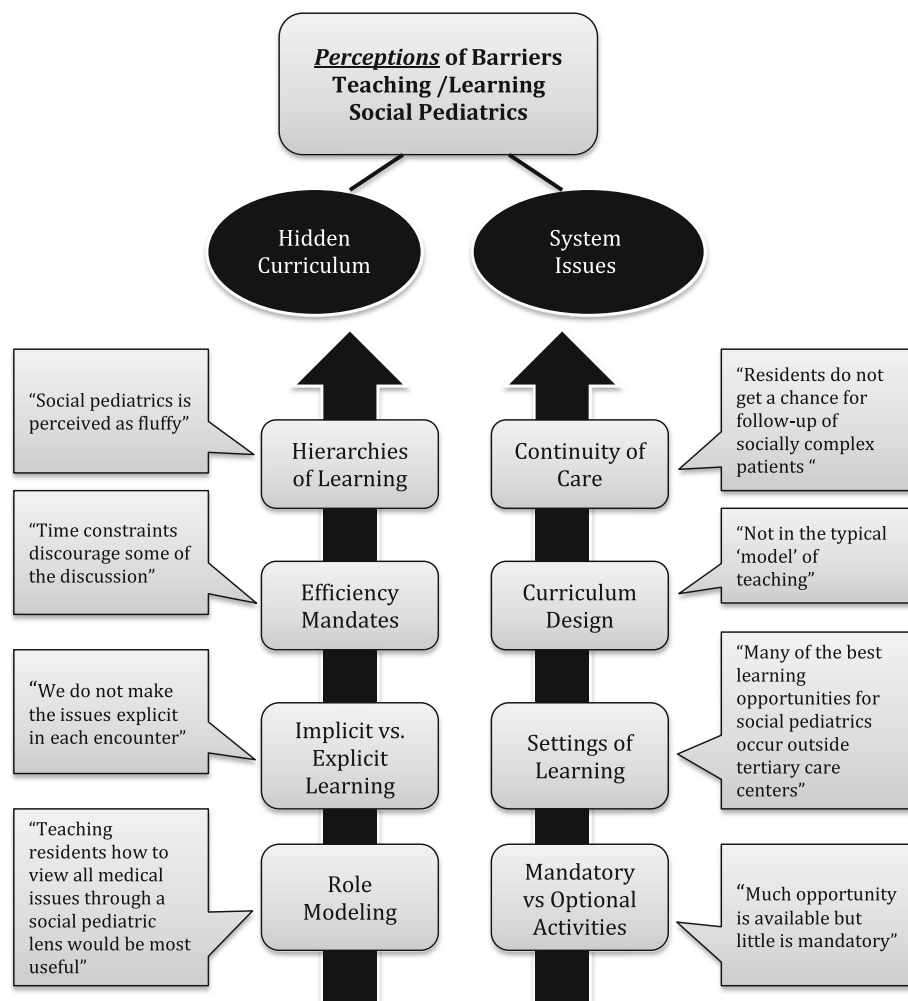 Perceptions of Barriers
Teaching /Learning
Social Pediatrics
Hidden
Curriculum
System
Issues
“Social pediatrics is
perceived as fluffy”
Hierarchies
of Learning
Continuity of
Care
“Residents do not
get a chance for
follow-up of
socially complex
patients “
“Time constraints
discourage some of
the discussion”
Efficiency
Mandates
Curriculum
Design
“Not in the typical
‘model’ of
teaching”
“We do not make
the issues explicit
in each encounter”
Implicit vs.
Explicit
Learning
Settings of
Learning
“Many of the best
learning
opportunities for
social pediatrics
occur outside
tertiary care
centers”
“Teaching
residents how to
view all medical
issues through a
social pediatric
lens would be most
useful”
Role
Modeling
Mandatory
vs Optional
Activities
“Much opportunity
is available but
little is mandatory”